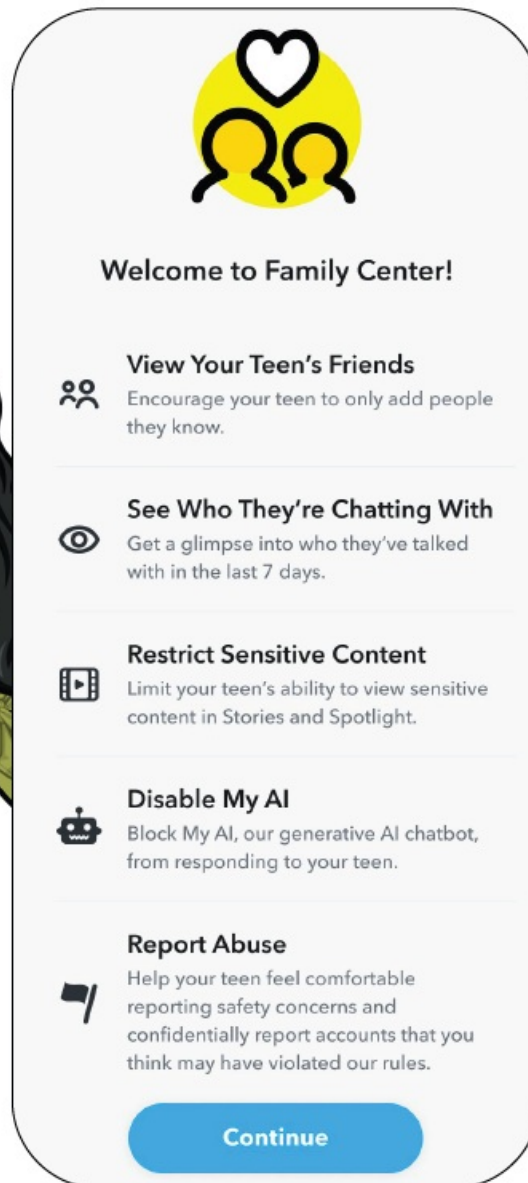 Welcome to Family Center!
View Your Teen's Friends
Encourage your teen to only add people
they know.
See Who They're Chatting With
Get a glimpse into who they've talked
with in the last 7 days.
Restrict Sensitive Content
Limit your teen's ability to view sensitive
content in Stories and Spotlight.
Disable My AI
Block My AI, our generative AI chatbot,
from responding to your teen.
Report Abuse
Help your teen feel comfortable
reporting safety concerns and
confidentially report accounts that you
think may have violated our rules.
Continue